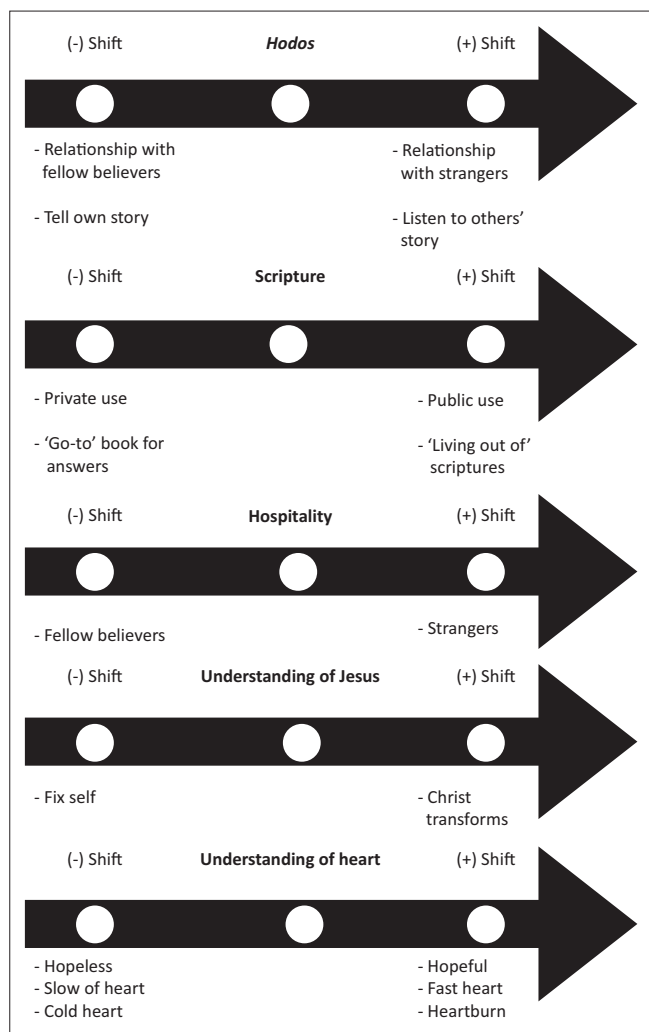 (-) Shift Hodos (+) Shift
- Relationship with
fellow believers
- Tell own story
- Relationship
with strangers
- Listen to others’
story
(-) Shift Scripture (+) Shift
- Private use
- ‘Go-to’ book for
answers
- Public use
- ‘Living out of’
scriptures
(-) Shift Hospitality (+) Shift
- Fellow believers
- Strangers
(-) Shift Understanding of Jesus (+) Shift
- Fix self
- Christ
transforms
(-) Shift Understanding of heart (+) Shift
- Hopeless
- Slow of heart
- Cold heart
- Hopeful
- Fast heart
- Heartburn